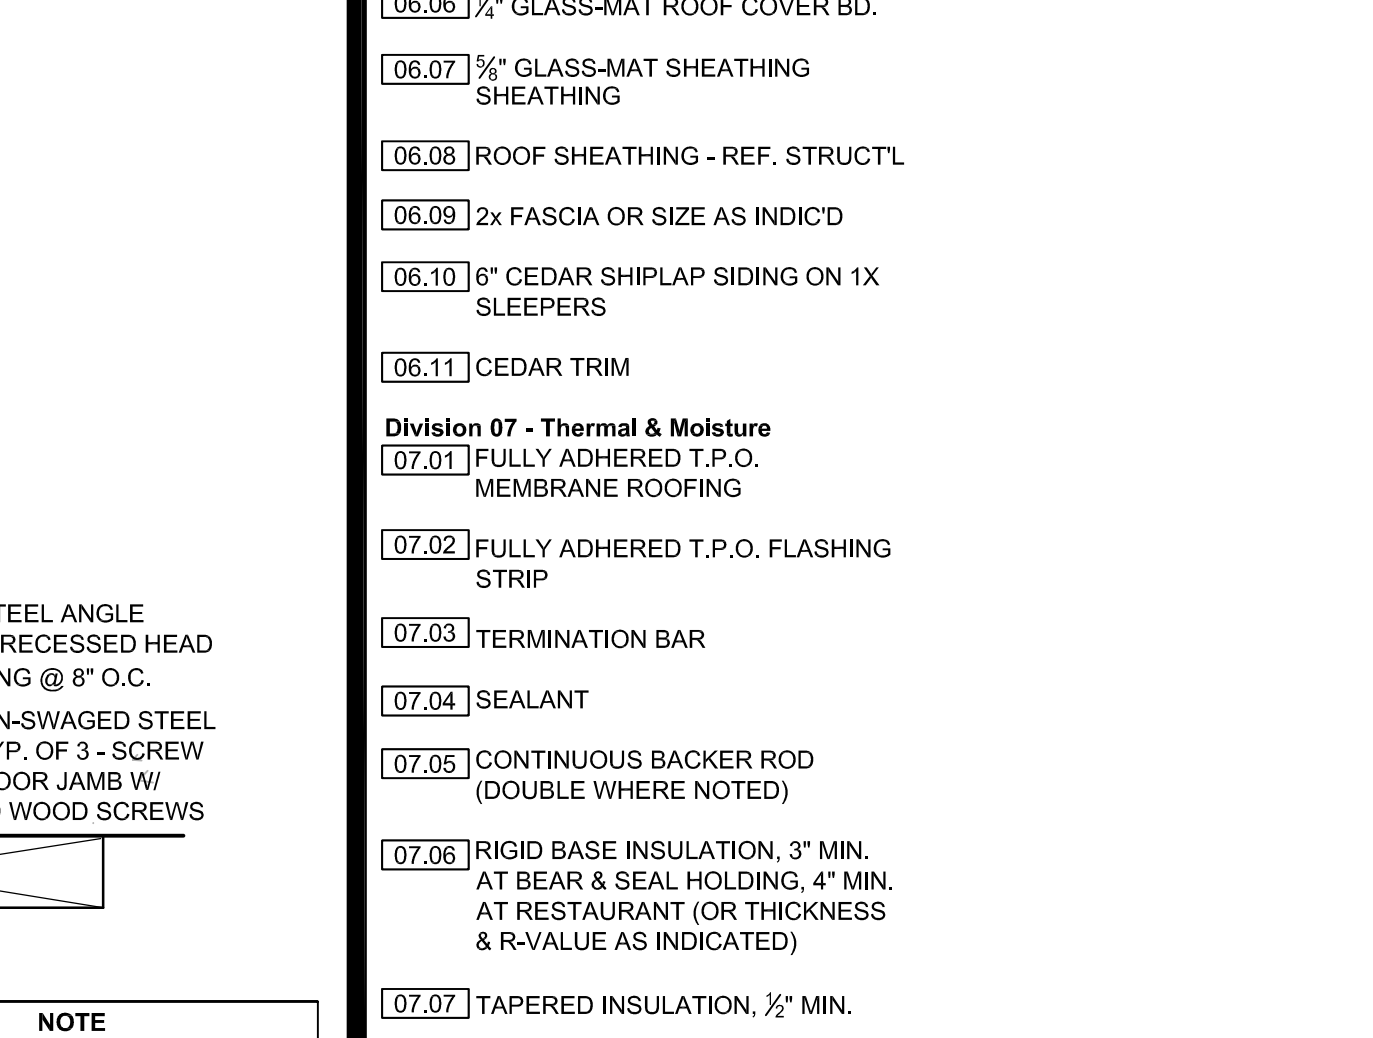 TEEL ANGLE
RECESSED HEAD
NG @ 8" O.C.
N-SWAGED STEEL
YP. OF 3 - SCREW
OOR JAMB W/
WOOD SCREWS
NOTE
06.06 ¼" GLASS-MAT ROOF COVER BD.
06.07 ⅝" GLASS-MAT SHEATHING
SHEATHING
06.08 ROOF SHEATHING - REF. STRUCT'L
06.09 2x FASCIA OR SIZE AS INDIC'D
06.10 6" CEDAR SHIPLAP SIDING ON 1X
SLEEPERS
06.11 CEDAR TRIM
Division 07 - Thermal & Moisture
07.01 FULLY ADHERED T.P.O.
MEMBRANE ROOFING
07.02 FULLY ADHERED T.P.O. FLASHING
STRIP
07.03 TERMINATION BAR
07.04 SEALANT
07.05 CONTINUOUS BACKER ROD
(DOUBLE WHERE NOTED)
07.06 RIGID BASE INSULATION, 3" MIN.
AT BEAR & SEAL HOLDING, 4" MIN.
AT RESTAURANT (OR THICKNESS
& R-VALUE AS INDICATED)
07.07 TAPERED INSULATION, ½" MIN.